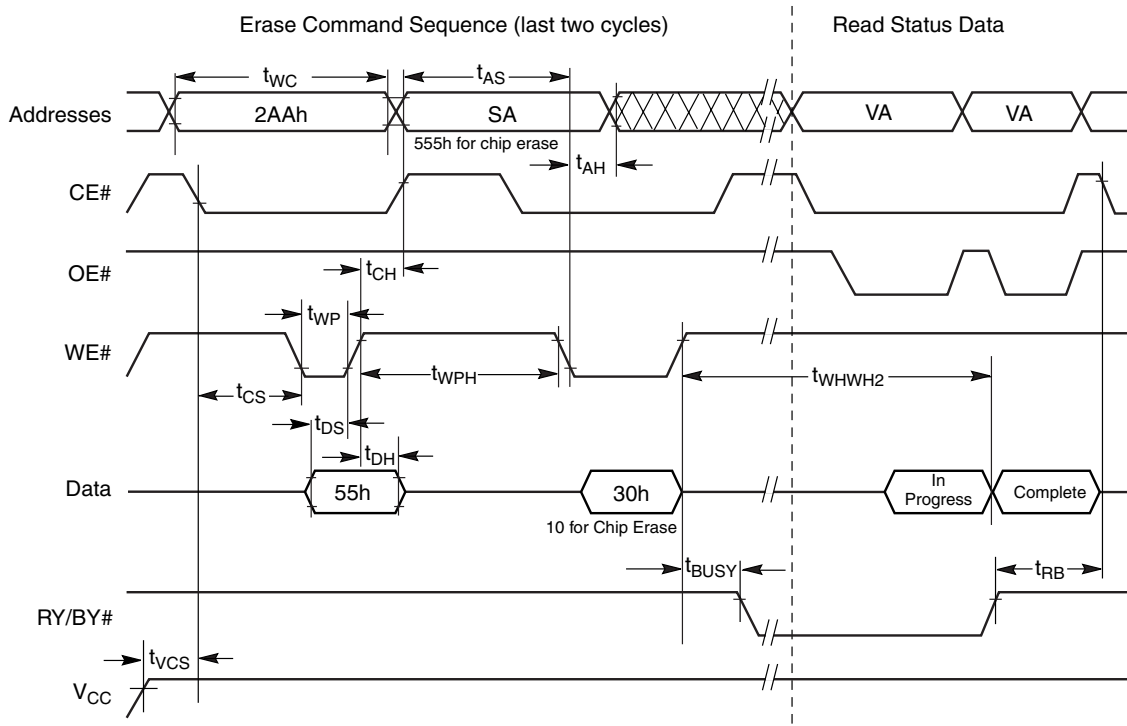 Erase Command Sequence (last two cycles)
Read Status Data
tWC
tAS
Addresses
2AAh
SA
VA
VA
555h for chip erase
tAH
CE#
OE#
tCH
tWP
WE#
tWPH
tWHWH2
tCS
tDS
tDH
Data
55h
30h
In
Progress
Complete
10 for Chip Erase
tBUSY
tRB
RY/BY#
tVCS
VCC